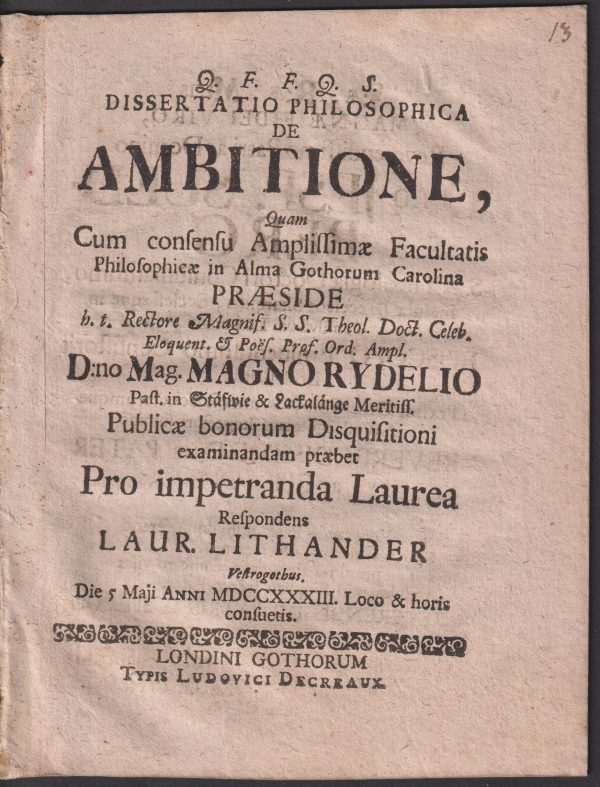 13
Q. F. F. Q. S.
DISSERTATIO PHILOSOPHICA
DE
AMBITIONE,
Quam
Cum consensu Amplissimæ Facultatis
Philosophicæ in Alma Gothorum Carolina
PRÆSIDE
h. t. Rectore Magnif. S. S. Theol. Doct. Celeb.
Eloquent. & Poës. Prof. Ord. Ampl.
D:no Mag. MAGNO RYDELIO
Past. in Stäfwie & Lackalänge Meritiss.
Publicæ bonorum Disquisitioni
examinandam præbet
Pro impetranda Laurea
Respondens
LAUR. LITHANDER
Vestrogothus.
Die 5 Maji ANNI MDCCXXXIII. Loco & horis
consuetis.
LONDINI GOTHORUM
TYPIS LUDOVICI DECREAUX.